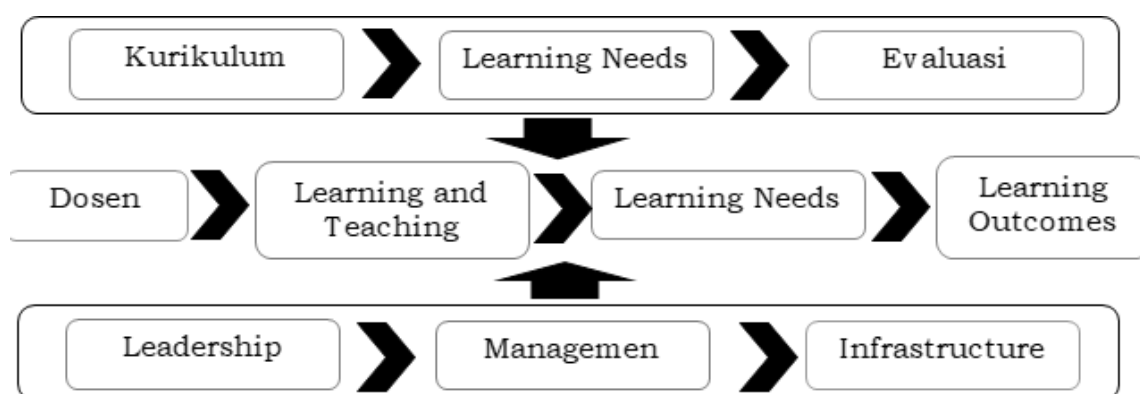 Kurikulum
Learning Needs
Evaluasi
Dosen
Learning and
Teaching
Learning Needs
Learning
Outcomes
Leadership
Managemen
Infrastructure